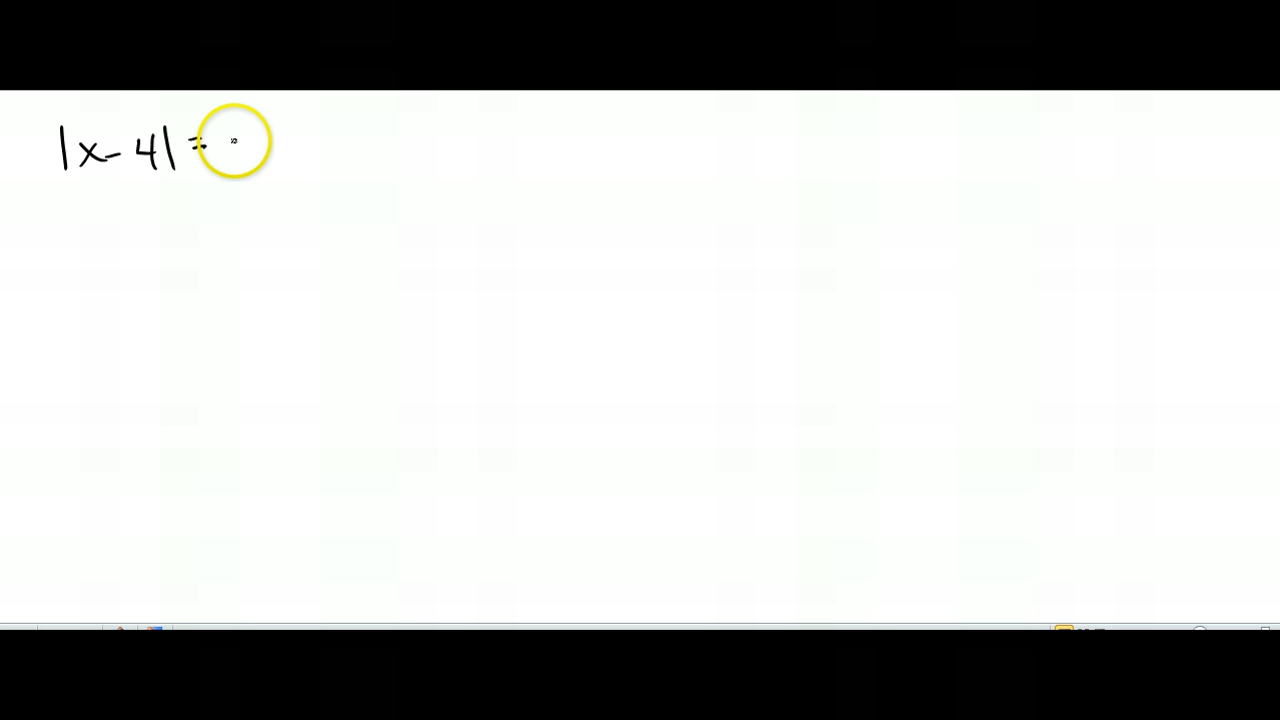 |x-4| =